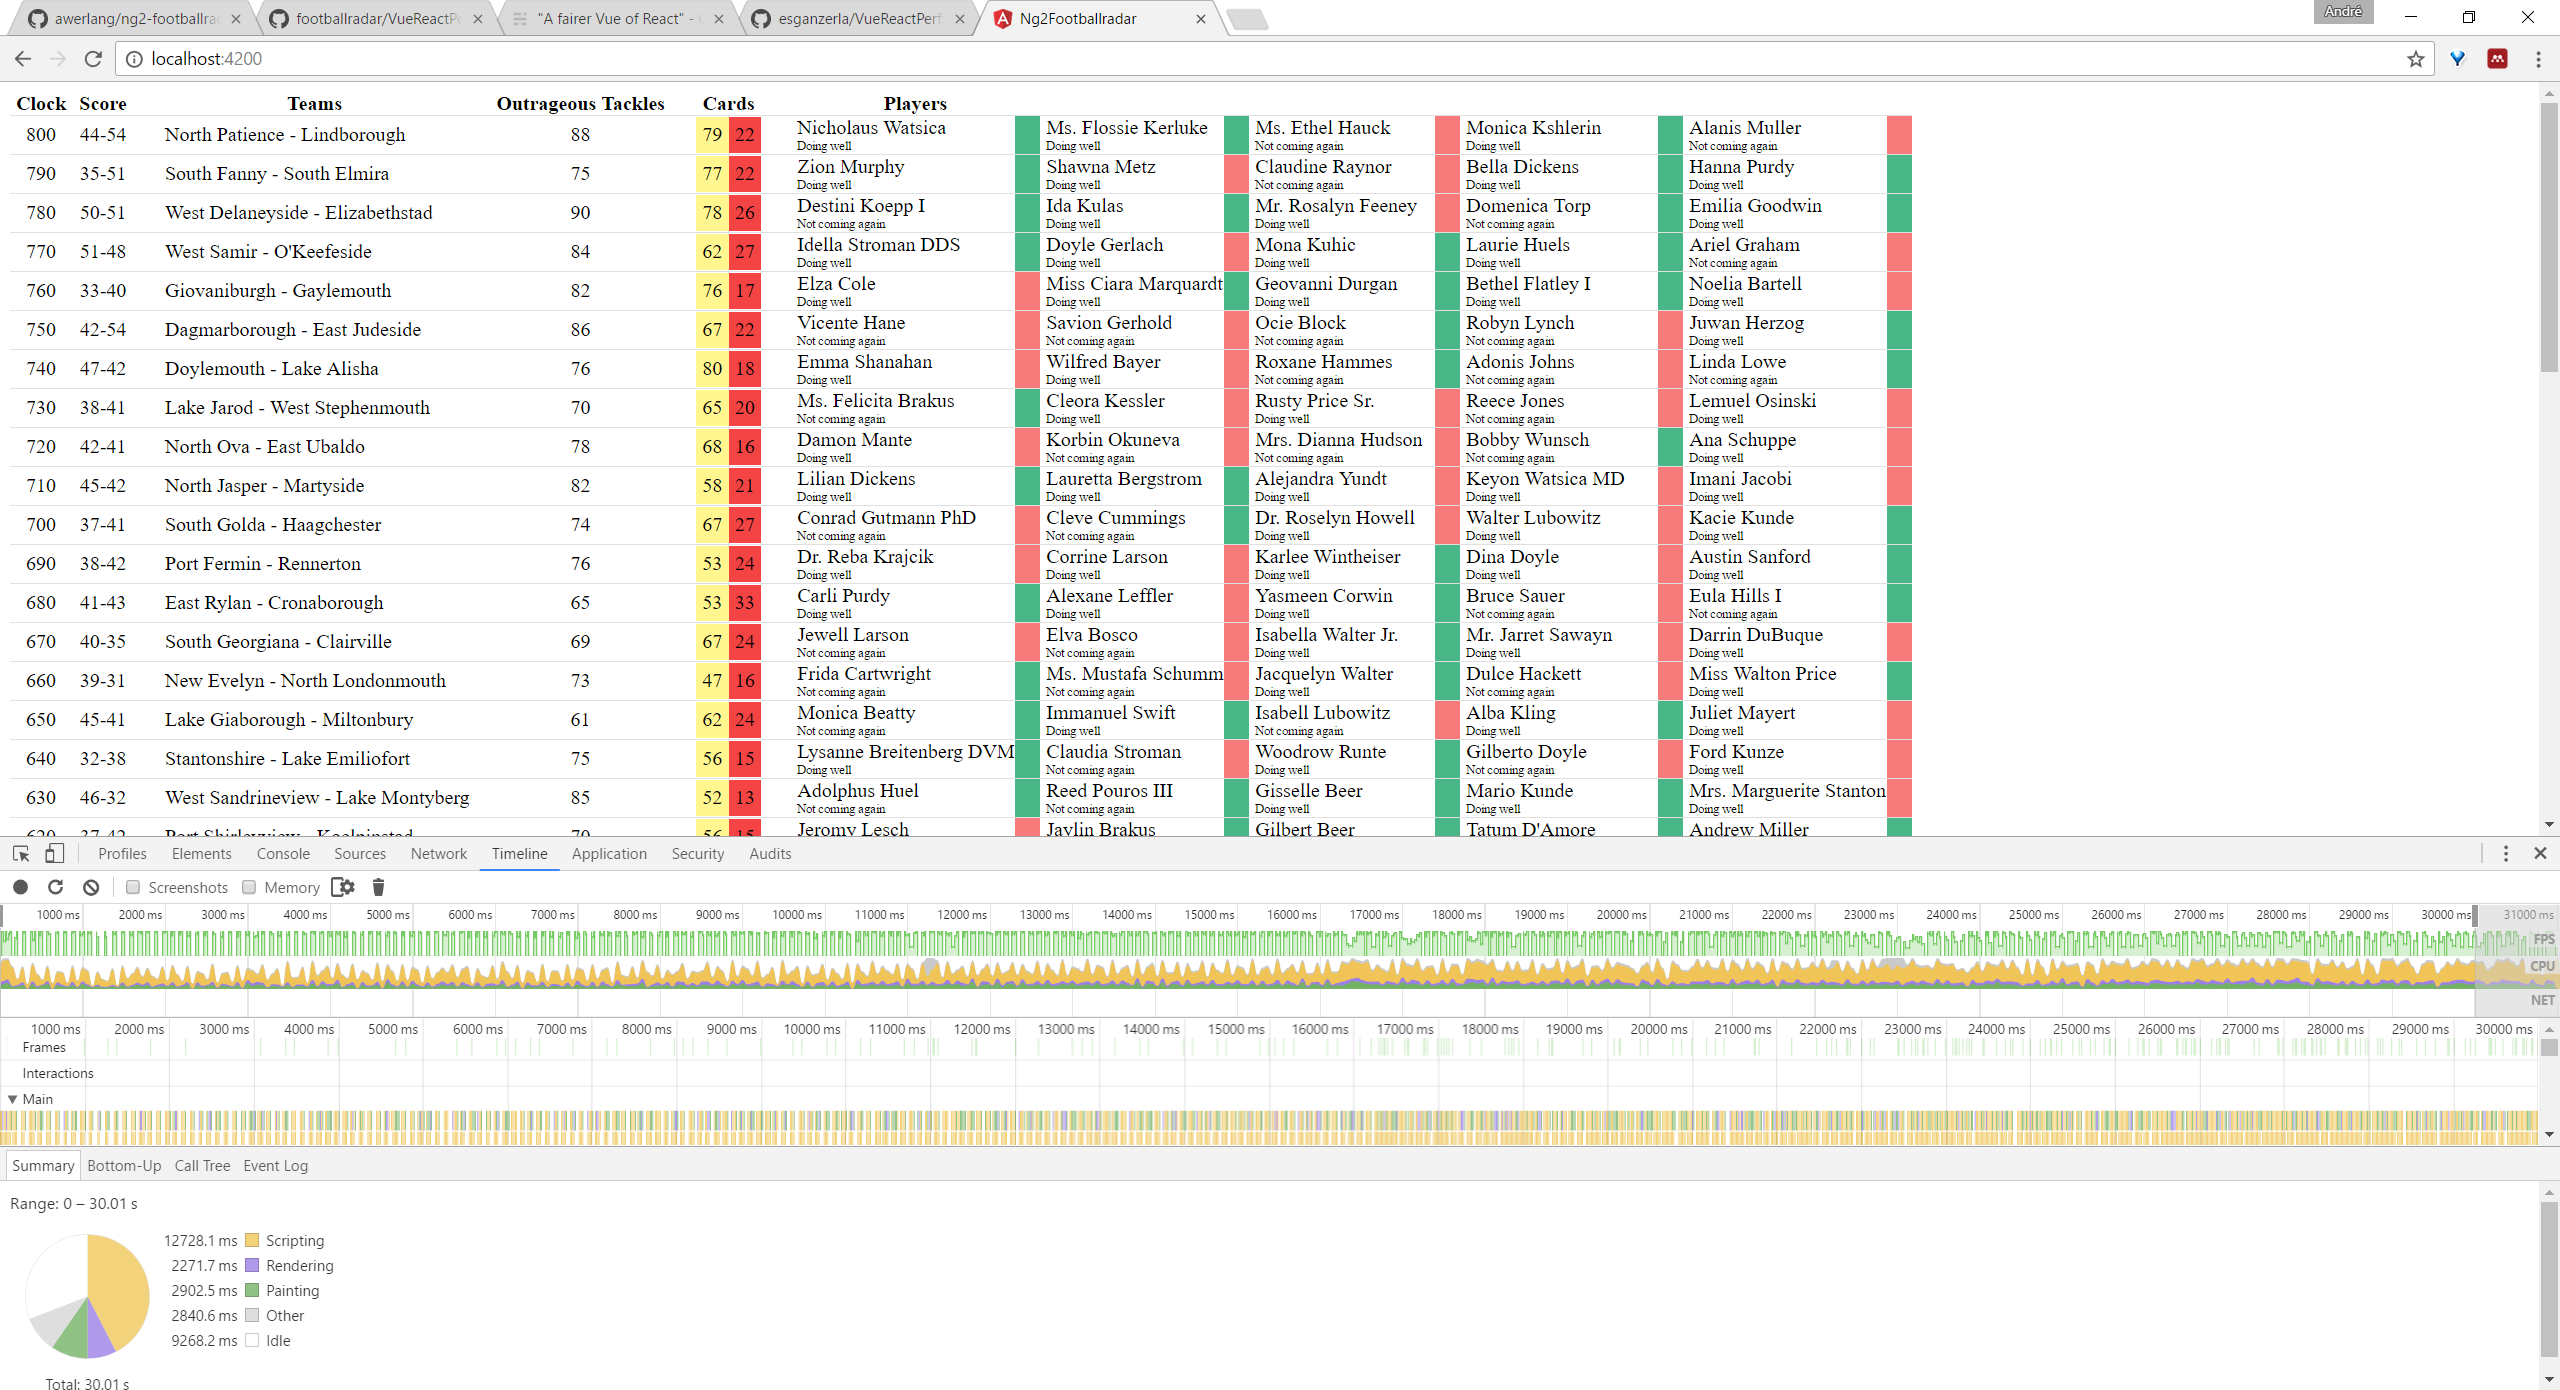 awerlang/ng2-footballrad
footballradar/VueReactPe
"A fairer Vue of React" - 
esganzerla/VueReactPerf
Ng2Footballradar
André
localhost:4200
Clock Score Teams Outrageous Tackles Cards Players
800 44-54 North Patience - Lindborough 88 79 22 Nicholaus Watsica Ms. Flossie Kerluke Ms. Ethel Hauck Monica Kshlerin Alanis Muller
Doing well Doing well Not coming again Doing well Not coming again
790 35-51 South Fanny - South Elmira 75 77 22 Zion Murphy Shawna Metz Claudine Raynor Bella Dickens Hanna Purdy
Doing well Doing well Not coming again Doing well Doing well
780 50-51 West Delaneyside - Elizabethstad 90 78 26 Destini Koepp I Ida Kulas Mr. Rosalyn Feeney Domenica Torp Emilia Goodwin
Not coming again Doing well Doing well Not coming again Doing well
770 51-48 West Samir - O'Keefeside 84 62 27 Idella Stroman DDS Doyle Gerlach Mona Kuhic Laurie Huels Ariel Graham
Doing well Doing well Doing well Doing well Not coming again
760 33-40 Giovaniburgh - Gaylemouth 82 76 17 Elza Cole Miss Ciara Marquardt Geovanni Durgan Bethel Flatley I Noelia Bartell
Doing well Doing well Doing well Doing well Doing well
750 42-54 Dagmarborough - East Judeside 86 67 22 Vicente Hane Savion Gerhold Ocie Block Robyn Lynch Juwan Herzog
Not coming again Not coming again Not coming again Not coming again Doing well
740 47-42 Doylemouth - Lake Alisha 76 80 18 Emma Shanahan Wilfred Bayer Roxane Hammes Adonis Johns Linda Lowe
Doing well Doing well Not coming again Not coming again Not coming again
730 38-41 Lake Jarod - West Stephenmouth 70 65 20 Ms. Felicita Brakus Cleora Kessler Rusty Price Sr. Reece Jones Lemuel Osinski
Not coming again Doing well Doing well Not coming again Doing well
720 42-41 North Ova - East Ubaldo 78 68 16 Damon Mante Korbin Okuneva Mrs. Dianna Hudson Bobby Wunsch Ana Schuppe
Doing well Not coming again Not coming again Not coming again Doing well
710 45-42 North Jasper - Martyside 82 58 21 Lilian Dickens Lauretta Bergstrom Alejandra Yundt Keyon Watsica MD Imani Jacobi
Doing well Not coming again Doing well Not coming again Doing well
700 37-41 South Golda - Haagchester 74 67 27 Conrad Gutmann PhD Cleve Cummings Dr. Roselyn Howell Walter Lubowitz Kacie Kunde
Not coming again Not coming again Doing well Doing well Doing well
690 38-42 Port Fermin - Rennerton 76 53 24 Dr. Reba Krajcik Corrine Larson Karlee Wintheiser Dina Doyle Austin Sanford
Doing well Doing well Doing well Doing well Doing well
680 41-43 East Rylan - Cronaborough 65 53 33 Carli Purdy Alexane Leffler Yasmeen Corwin Bruce Sauer Eula Hills I
Doing well Doing well Doing well Not coming again Not coming again
670 40-35 South Georgiana - Clairville 69 67 24 Jewell Larson Elva Bosco Isabella Walter Jr. Mr. Jarret Sawayn Darrin DuBuque
Not coming again Not coming again Doing well Doing well Doing well
660 39-31 New Evelyn - North Londonmouth 73 47 16 Frida Cartwright Ms. Mustafa Schumm Jacquelyn Walter Dulce Hackett Miss Walton Price
Not coming again Not coming again Doing well Not coming again Doing well
650 45-41 Lake Giaborough - Miltonbury 61 62 24 Monica Beatty Immanuel Swift Isabell Lubowitz Alba Kling Juliet Mayert
Not coming again Doing well Not coming again Doing well Doing well
640 32-38 Stantonshire - Lake Emiliofort 75 56 15 Lysanne Breitenberg DVM Claudia Stroman Woodrow Runte Gilberto Doyle Ford Kunze
Doing well Not coming again Doing well Not coming again Doing well
630 46-32 West Sandrineview - Lake Montyberg 85 52 13 Adolphus Huel Reed Pouros III Gisselle Beer Mario Kunde Mrs. Marguerite Stanton
Not coming again Not coming again Doing well Doing well Doing well
620 37-42 Port Shirleyview - Koelpinstad 70 56 15 Jeromy Lesch Jaylin Brakus Gilbert Beer Tatum D'Amore Andrew Miller
Profiles Elements Console Sources Network Timeline Application Security Audits
Screenshots Memory
1000 ms 2000 ms 3000 ms 4000 ms 5000 ms 6000 ms 7000 ms 8000 ms 9000 ms 10000 ms 11000 ms 12000 ms 13000 ms 14000 ms 15000 ms 16000 ms 17000 ms 18000 ms 19000 ms 20000 ms 21000 ms 22000 ms 23000 ms 24000 ms 25000 ms 26000 ms 27000 ms 28000 ms 29000 ms 30000 ms 31000 ms
FPS
CPU
NET
1000 ms 2000 ms 3000 ms 4000 ms 5000 ms 6000 ms 7000 ms 8000 ms 9000 ms 10000 ms 11000 ms 12000 ms 13000 ms 14000 ms 15000 ms 16000 ms 17000 ms 18000 ms 19000 ms 20000 ms 21000 ms 22000 ms 23000 ms 24000 ms 25000 ms 26000 ms 27000 ms 28000 ms 29000 ms 30000 ms
Frames
Interactions
Main
Summary Bottom-Up Call Tree Event Log
Range: 0 – 30.01 s
12728.1 ms Scripting
2271.7 ms Rendering
2902.5 ms Painting
2840.6 ms Other
9268.2 ms Idle
Total: 30.01 s